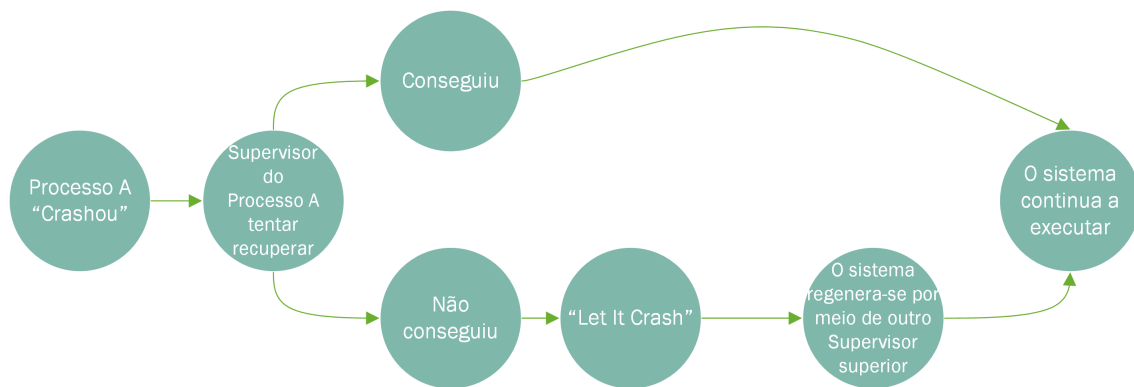 Processo A
“Crashou”
Supervisor
do
Processo A
tentar
recuperar
Conseguiu
Não
conseguiu
“Let It Crash”
O sistema
regenera-se por
meio de outro
Supervisor
superior
O sistema
continua a
executar